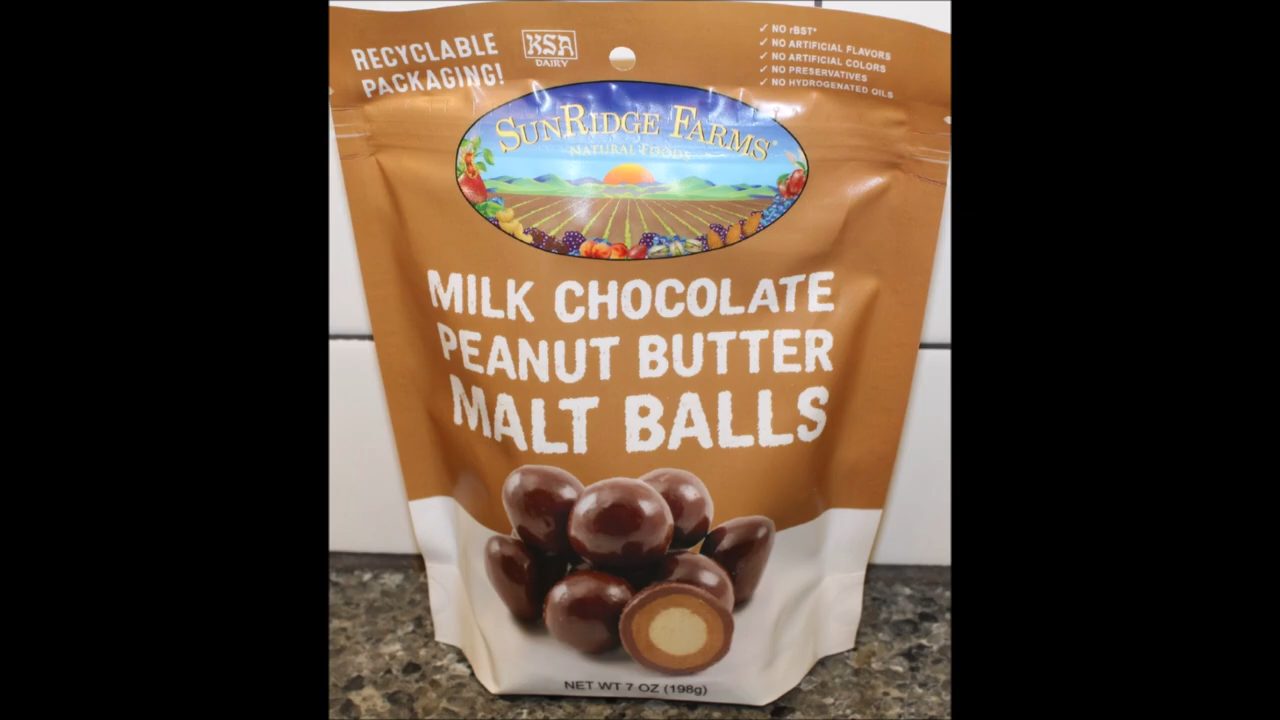 RECYCLABLE
PACKAGING!
KSA
DAIRY
✓ NO rBST*
✓ NO ARTIFICIAL FLAVORS
✓ NO ARTIFICIAL COLORS
✓ NO PRESERVATIVES
✓ NO HYDROGENATED OILS
SUNRIDGE FARMS®
NATURAL FOODS
MILK CHOCOLATE
PEANUT BUTTER
MALT BALLS
NET WT 7 OZ (198g)